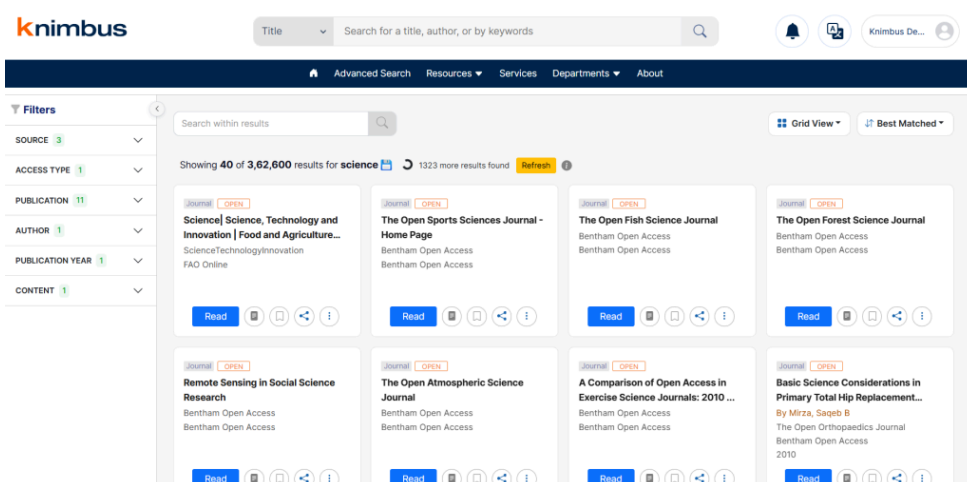 knimbus
Title
Search for a title, author, or by keywords
Knimbus De...
Advanced Search Resources Services Departments About
Filters
Search within results
Grid View
Best Matched
SOURCE 3
ACCESS TYPE 1
PUBLICATION 11
AUTHOR 1
PUBLICATION YEAR 1
CONTENT 1
Showing 40 of 3,62,600 results for science 1323 more results found Refresh
Journal OPEN
Science| Science, Technology and
Innovation | Food and Agriculture...
ScienceTechnologyInnovation
FAO Online
Read
Journal OPEN
The Open Sports Sciences Journal -
Home Page
Bentham Open Access
Bentham Open Access
Read
Journal OPEN
The Open Fish Science Journal
Bentham Open Access
Bentham Open Access
Read
Journal OPEN
The Open Forest Science Journal
Bentham Open Access
Bentham Open Access
Read
Journal OPEN
Remote Sensing in Social Science
Research
Bentham Open Access
Bentham Open Access
Read
Journal OPEN
The Open Atmospheric Science
Journal
Bentham Open Access
Bentham Open Access
Read
Journal OPEN
A Comparison of Open Access in
Exercise Science Journals: 2010 ...
Bentham Open Access
Bentham Open Access
Read
Journal OPEN
Basic Science Considerations in
Primary Total Hip Replacement...
By Mirza, Saqeb B
The Open Orthopaedics Journal
Bentham Open Access
2010
Read